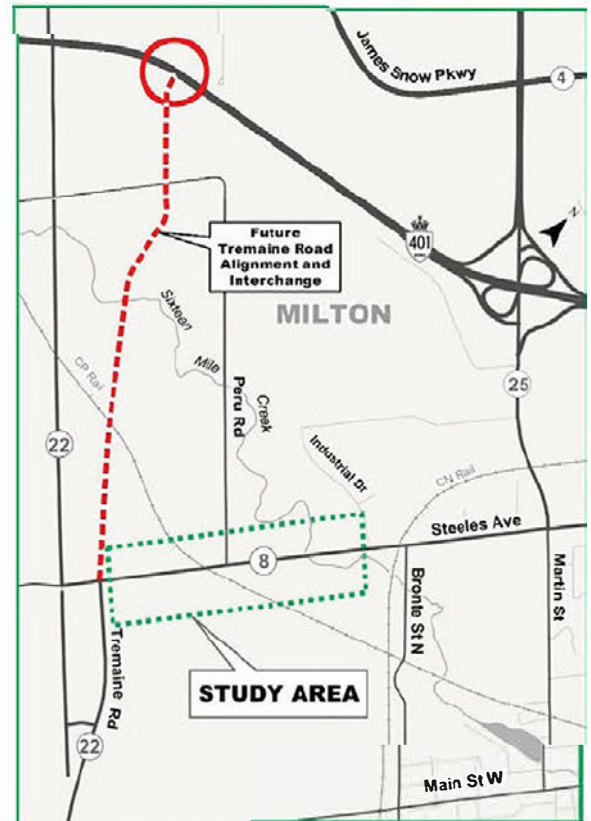 James Snow Pkwy
4
N
Future
Tremaine Road
Alignment and
Interchange
401
MILTON
Sixteen
Mile
Creek
CP Rail
Peru Rd
25
22
Industrial Dr
CN Rail
Steeles Ave
8
Bronte St N
Martin St
Tremaine
Rd
STUDY AREA
22
Main St W